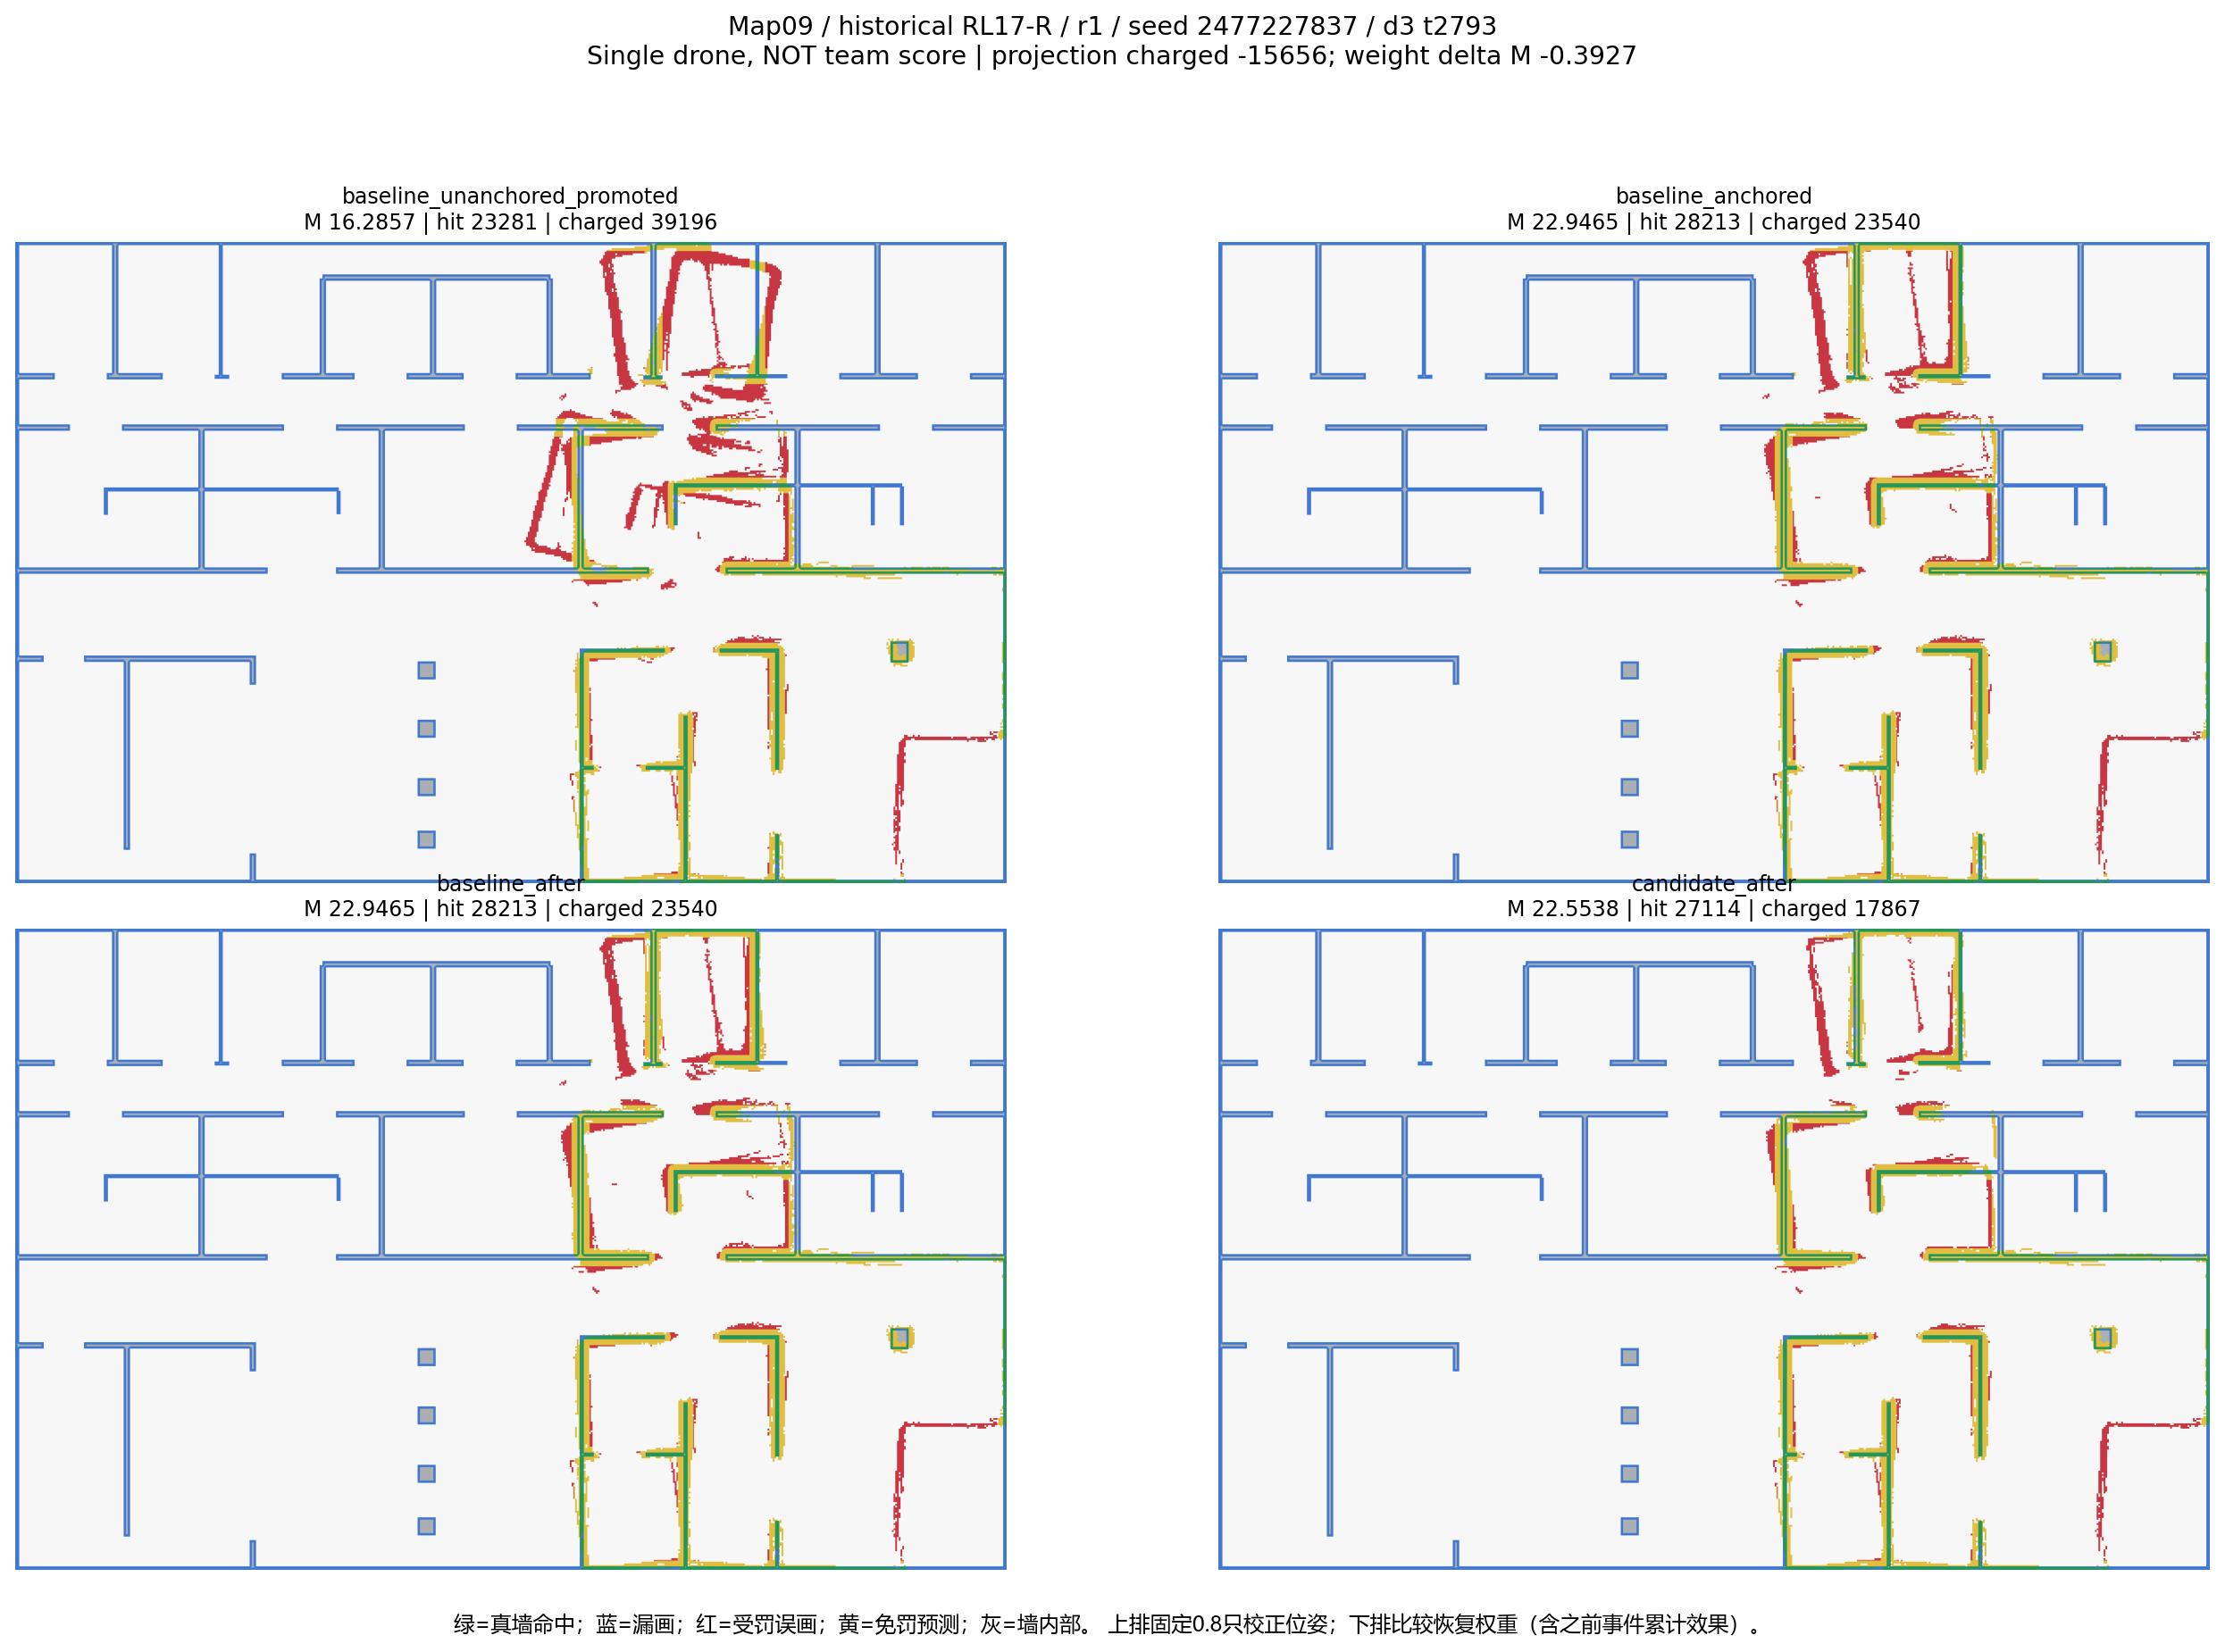 Map09 / historical RL17-R / r1 / seed 2477227837 / d3 t2793
Single drone, NOT team score | projection charged -15656; weight delta M -0.3927
baseline_unanchored_promoted
M 16.2857 | hit 23281 | charged 39196
baseline_anchored
M 22.9465 | hit 28213 | charged 23540
baseline_after
M 22.9465 | hit 28213 | charged 23540
candidate_after
M 22.5538 | hit 27114 | charged 17867
绿=真墙命中；蓝=漏画；红=受罚误画；黄=免罚预测；灰=墙内部。 上排固定0.8只校正位姿；下排比较恢复权重（含之前事件累计效果）。